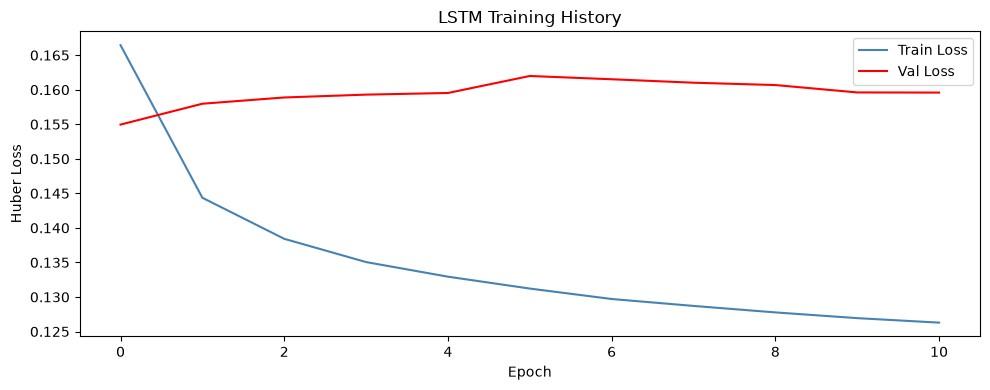 LSTM Training History
Train Loss
Val Loss
Huber Loss
0.165
0.160
0.155
0.150
0.145
0.140
0.135
0.130
0.125
0 2 4 6 8 10
Epoch